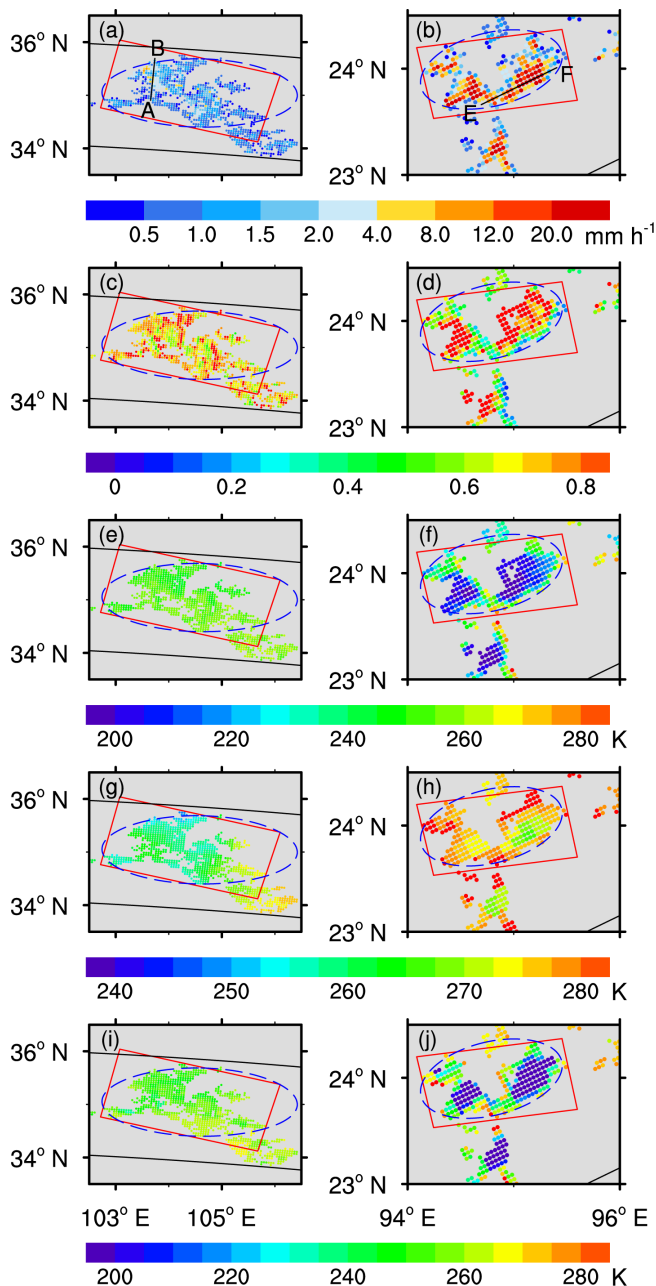 (a) (b)
36° N B
24° N F
A E
34° N 23° N
0.5 1.0 1.5 2.0 4.0 8.0 12.0 20.0 mm h⁻¹
(c) (d)
36° N 24° N
34° N 23° N
0 0.2 0.4 0.6 0.8
(e) (f)
36° N 24° N
34° N 23° N
200 220 240 260 280 K
(g) (h)
36° N 24° N
34° N 23° N
240 250 260 270 280 K
(i) (j)
36° N 24° N
34° N 23° N
103° E 105° E 94° E 96° E
200 220 240 260 280 K